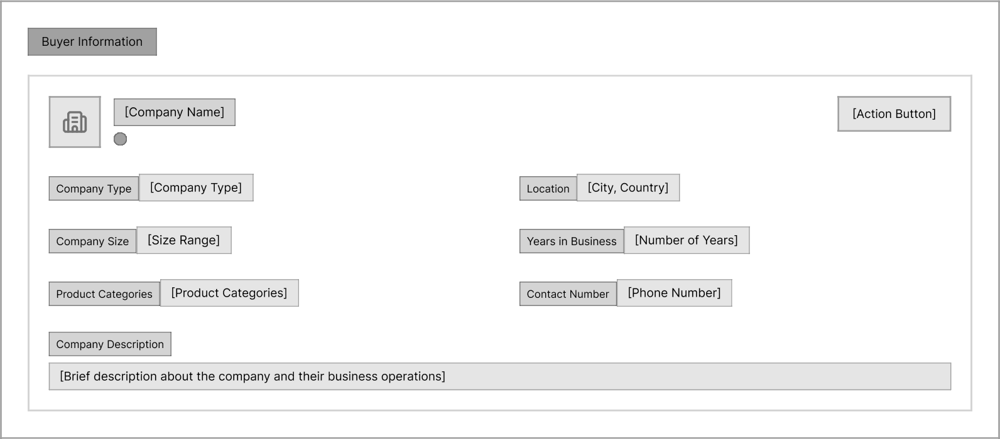 Buyer Information
[Company Name]
[Action Button]
Company Type [Company Type]
Location [City, Country]
Company Size [Size Range]
Years in Business [Number of Years]
Product Categories [Product Categories]
Contact Number [Phone Number]
Company Description
[Brief description about the company and their business operations]